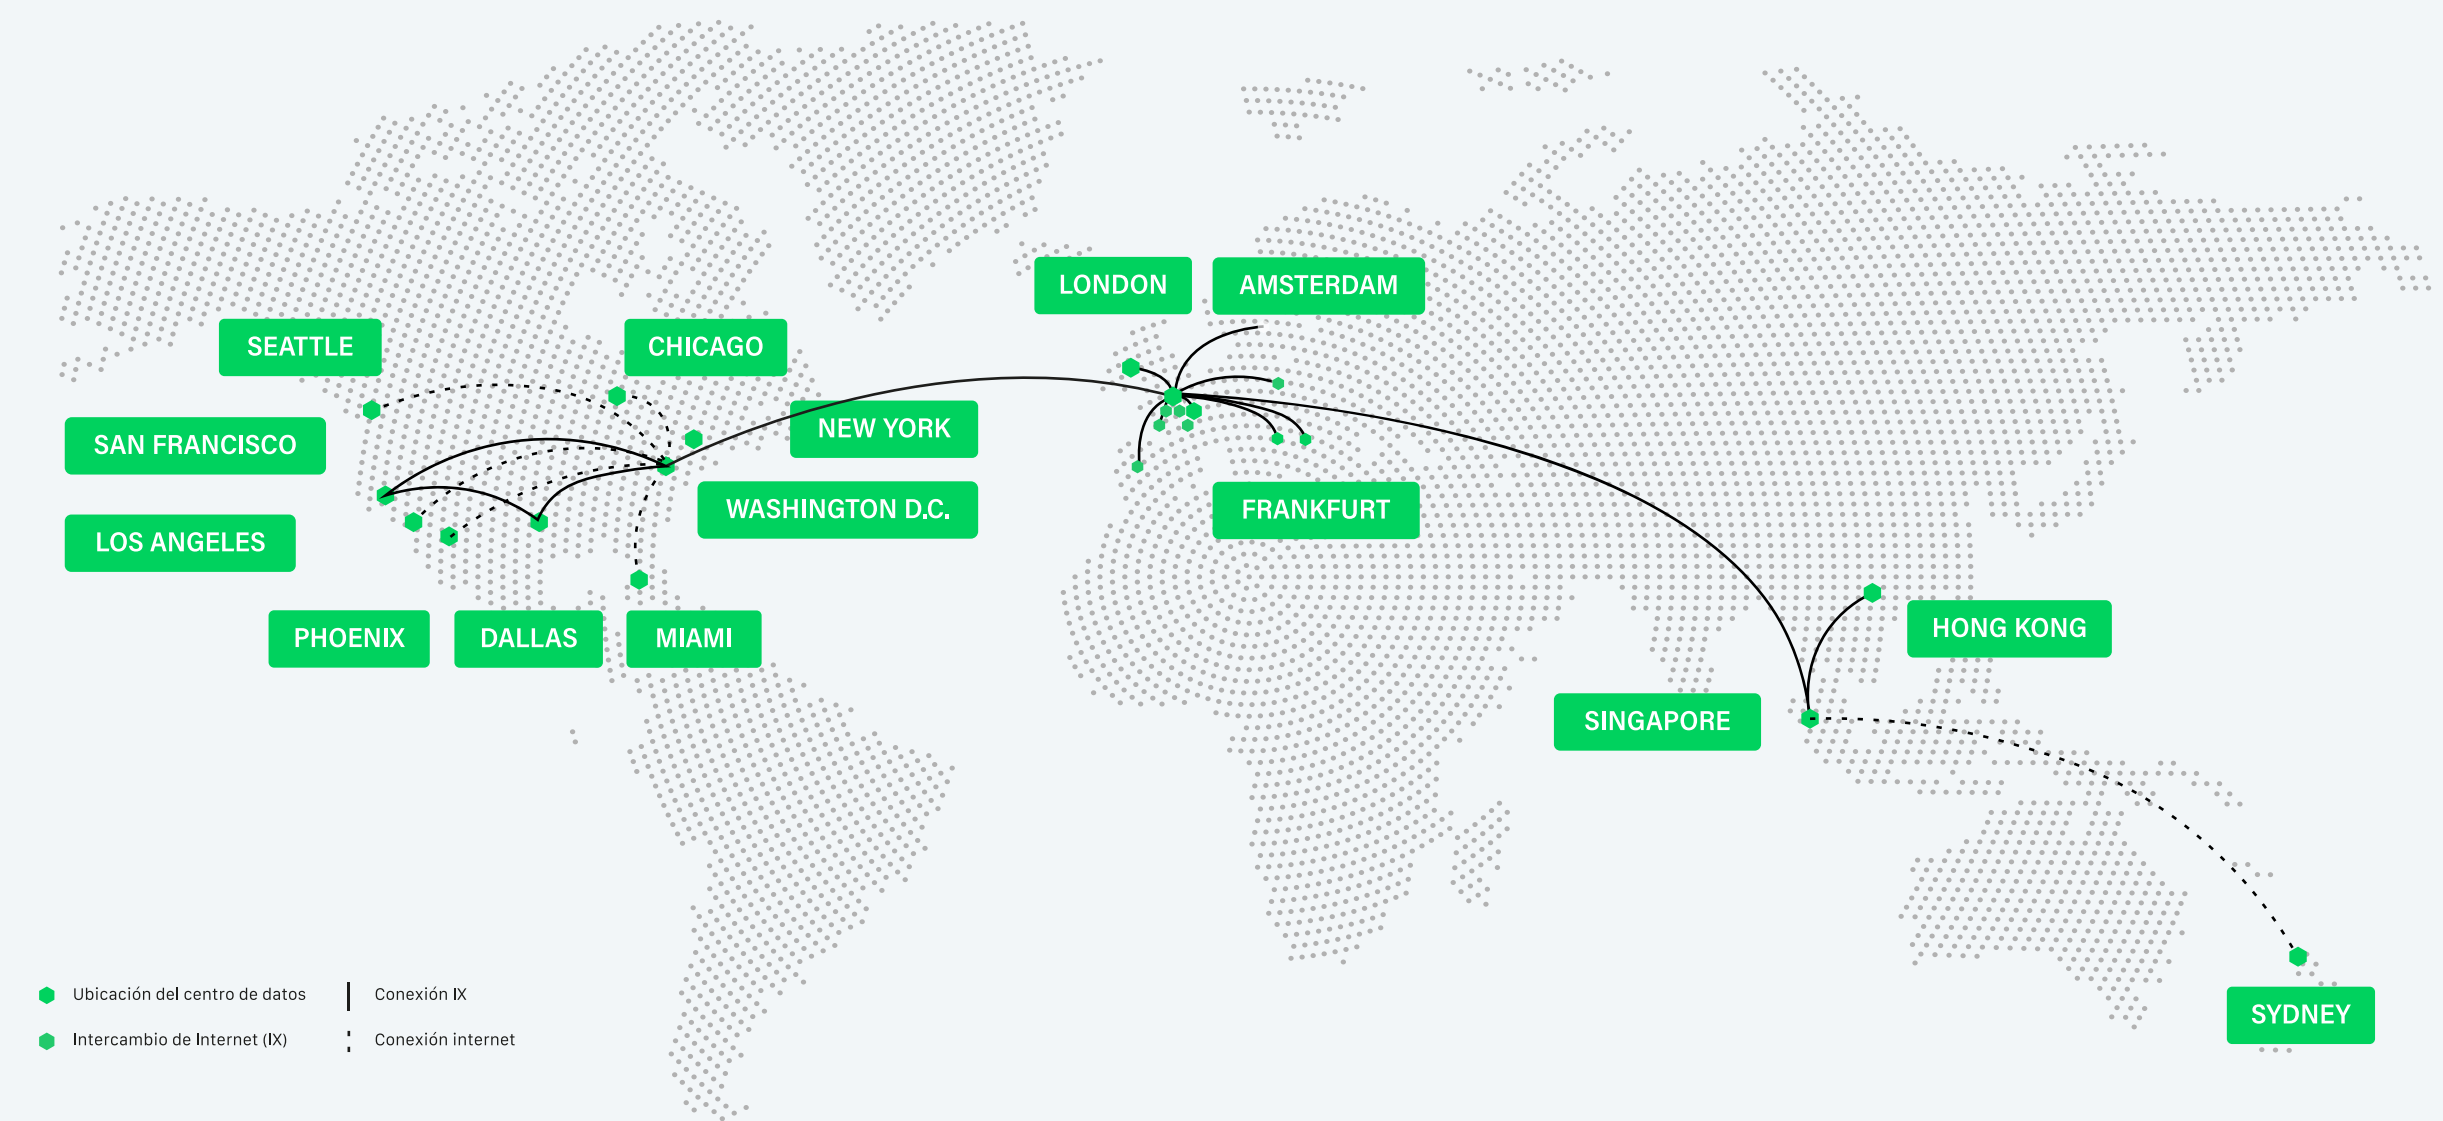 LONDON
AMSTERDAM
SEATTLE
CHICAGO
NEW YORK
SAN FRANCISCO
WASHINGTON D.C.
FRANKFURT
LOS ANGELES
PHOENIX
DALLAS
MIAMI
HONG KONG
SINGAPORE
SYDNEY
Ubicación del centro de datos
Conexión IX
Intercambio de Internet (IX)
Conexión internet